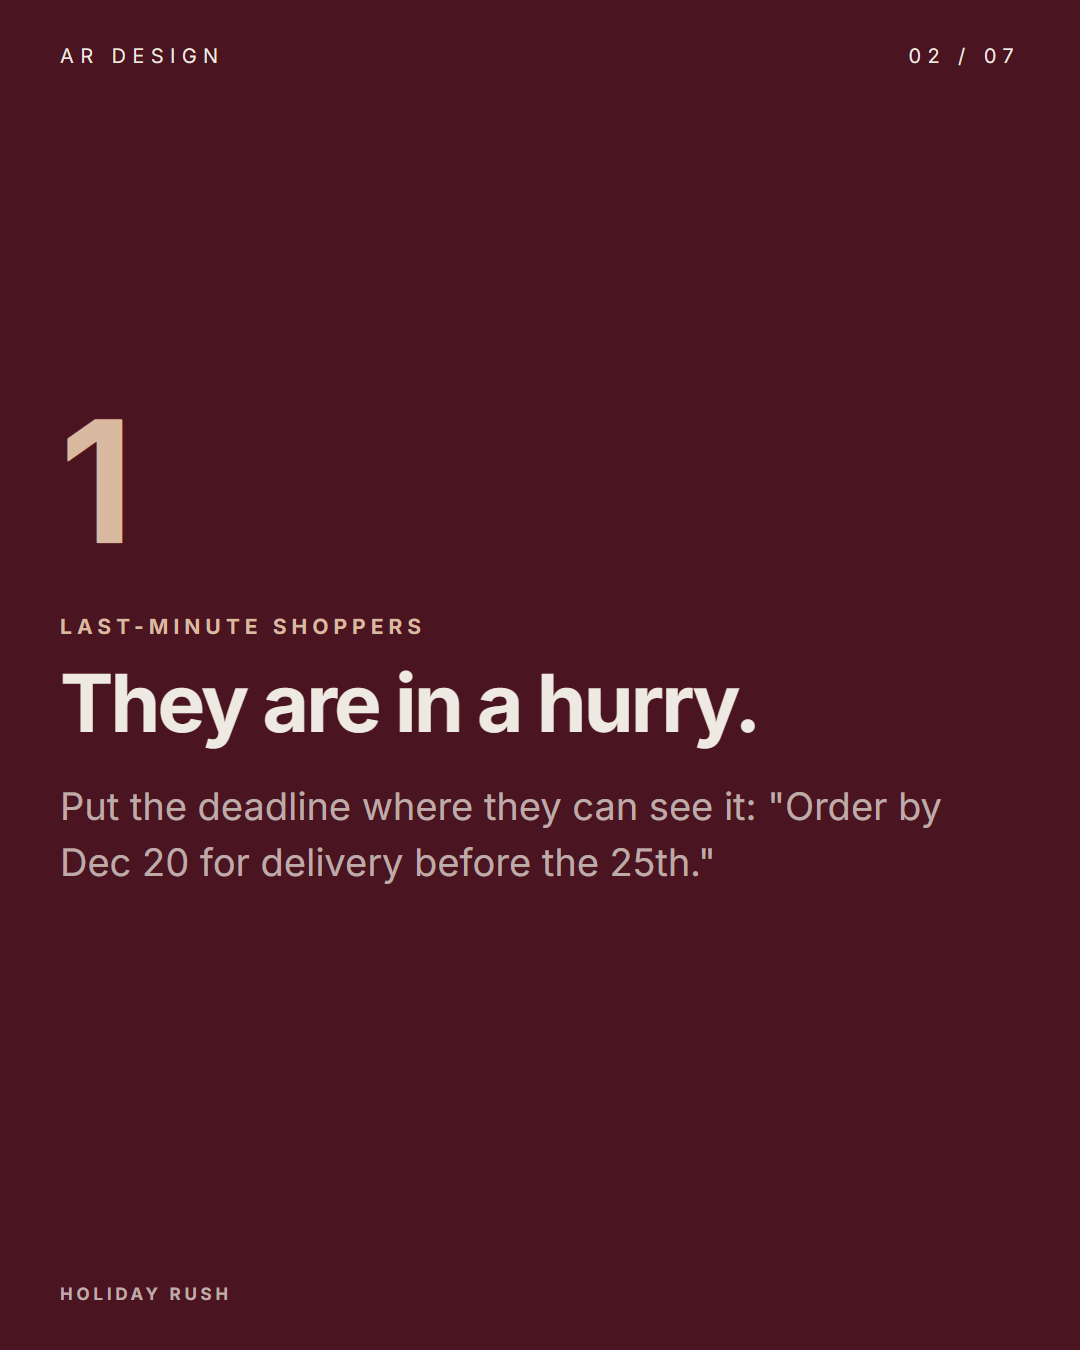 AR DESIGN
02 / 07
1
LAST-MINUTE SHOPPERS
They are in a hurry.
Put the deadline where they can see it: "Order by
Dec 20 for delivery before the 25th."
HOLIDAY RUSH